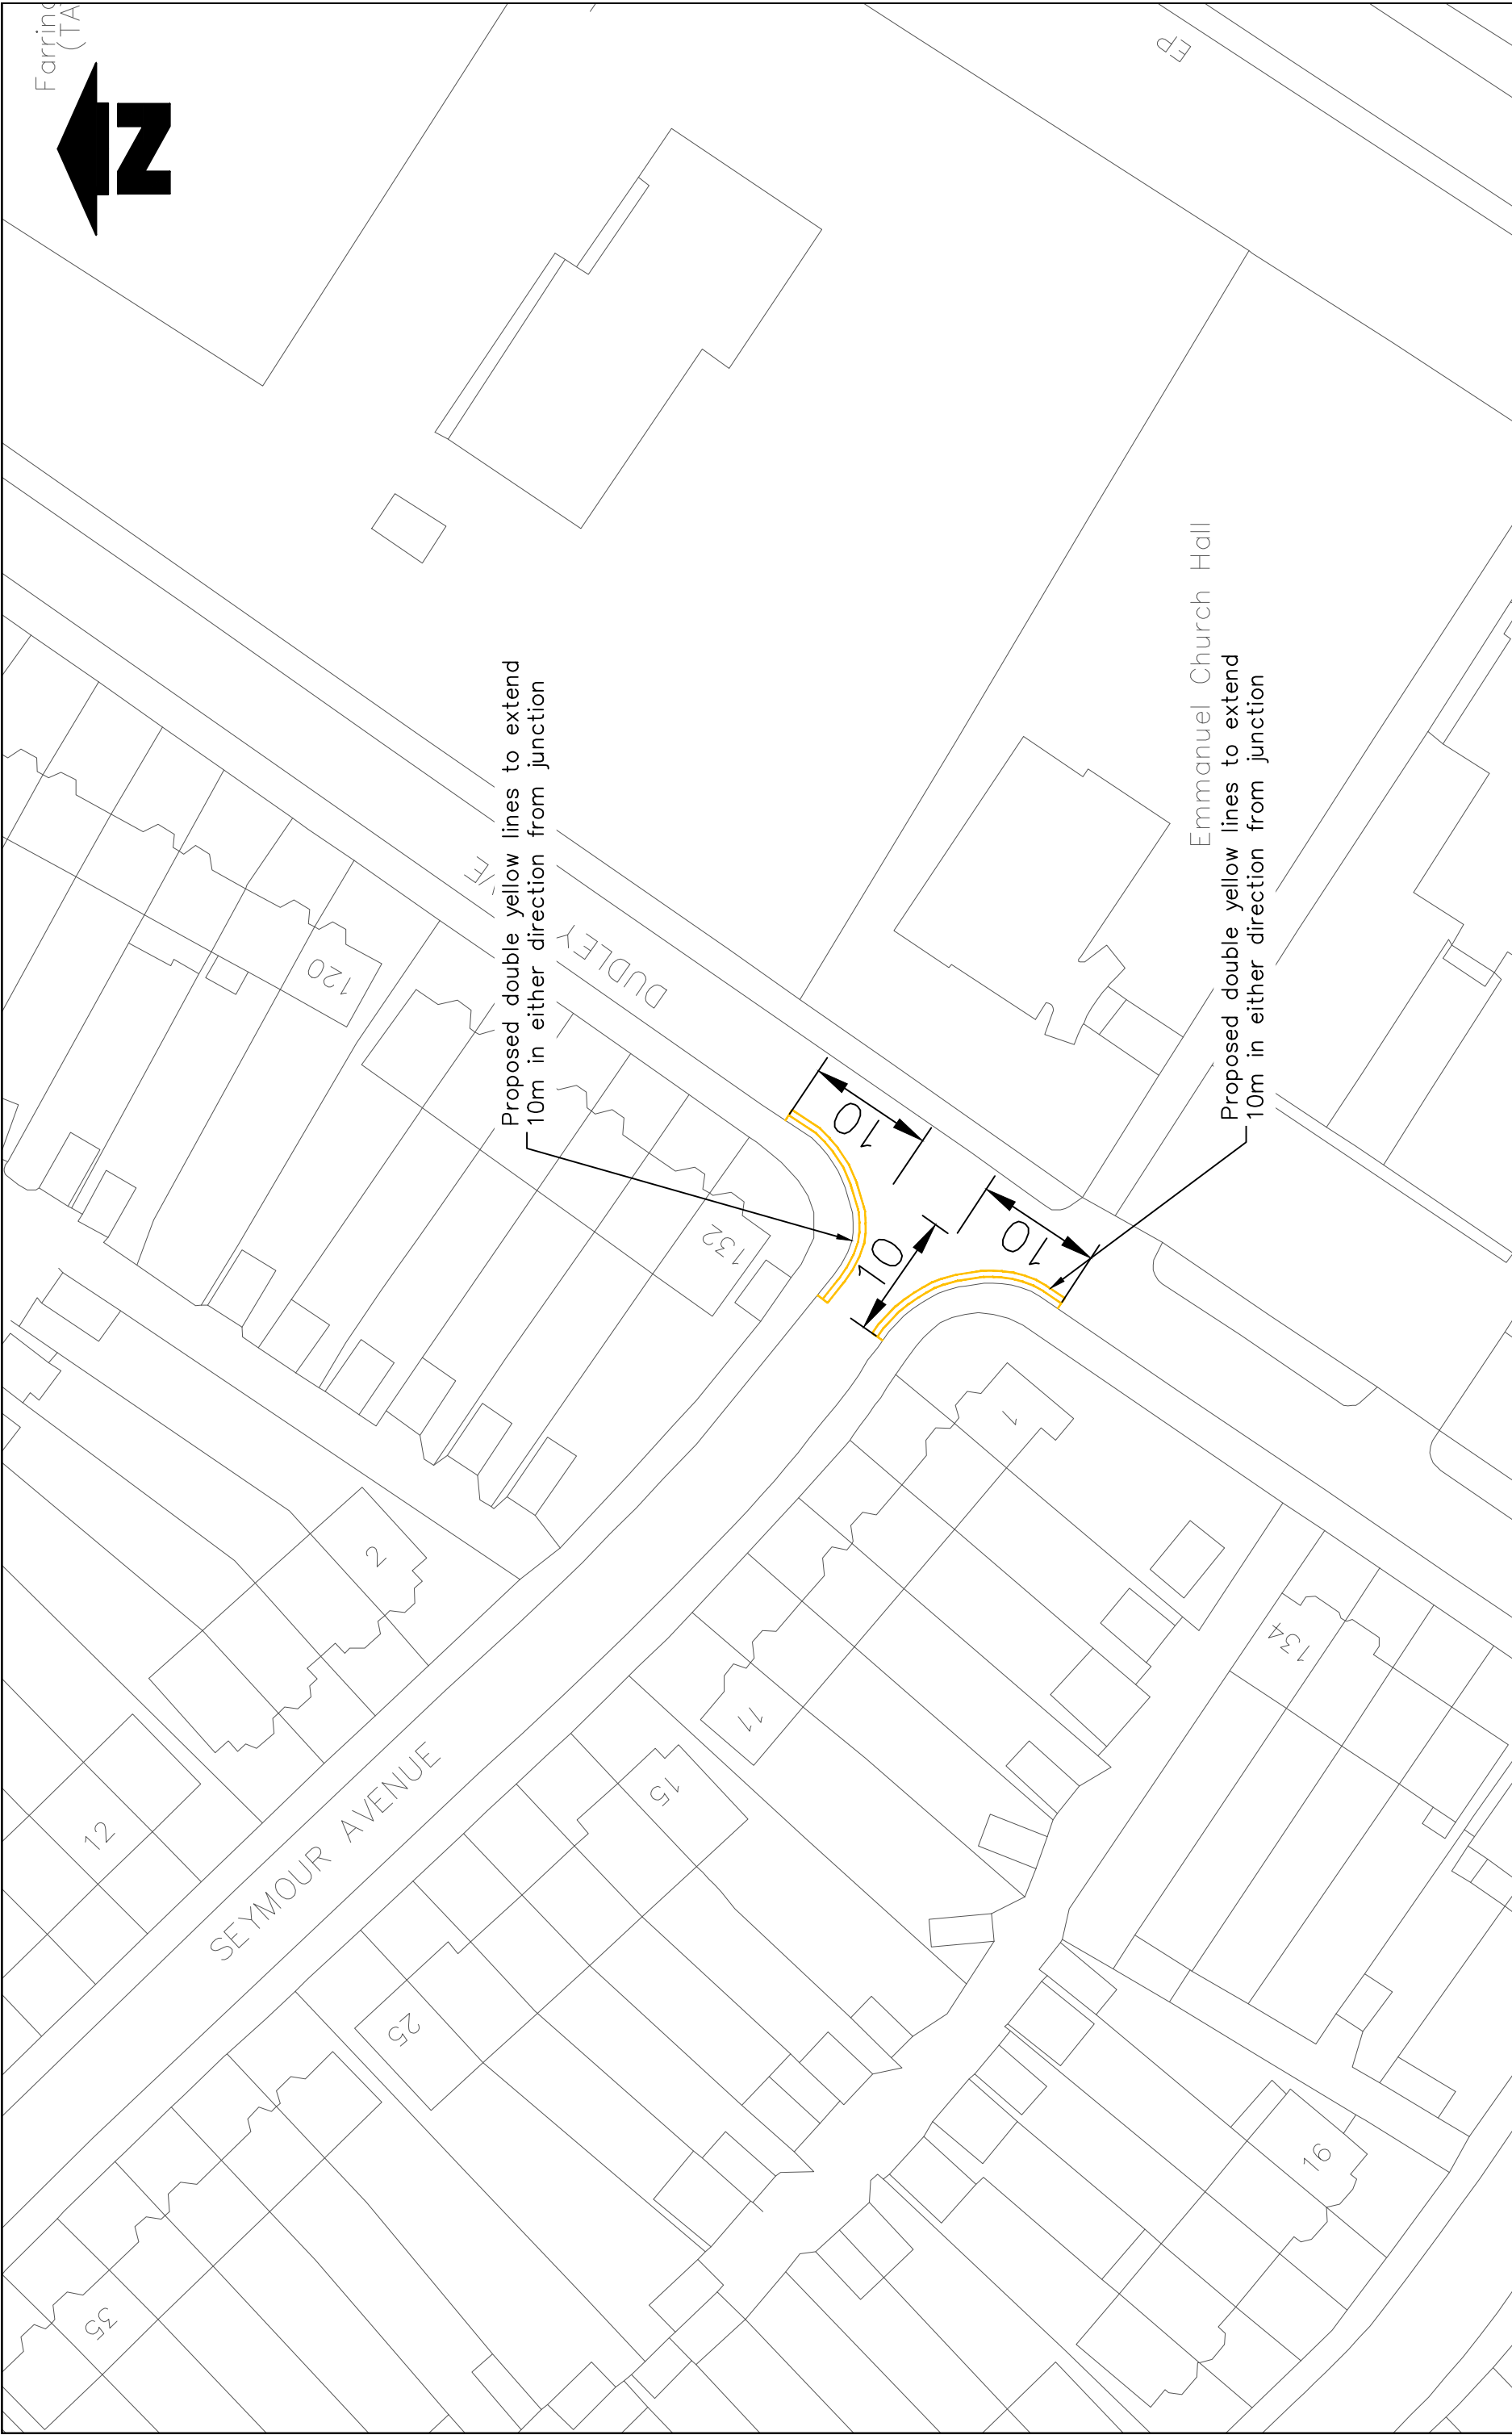 Farring
(TA
N
EP
Proposed double yellow lines to extend
10m in either direction from junction
DUDLEY
VE
120
132
10
10
10
Emmanuel Church Hall
Proposed double yellow lines to extend
10m in either direction from junction
2
12
SEYMOUR AVENUE
1
11
15
25
35
134
16